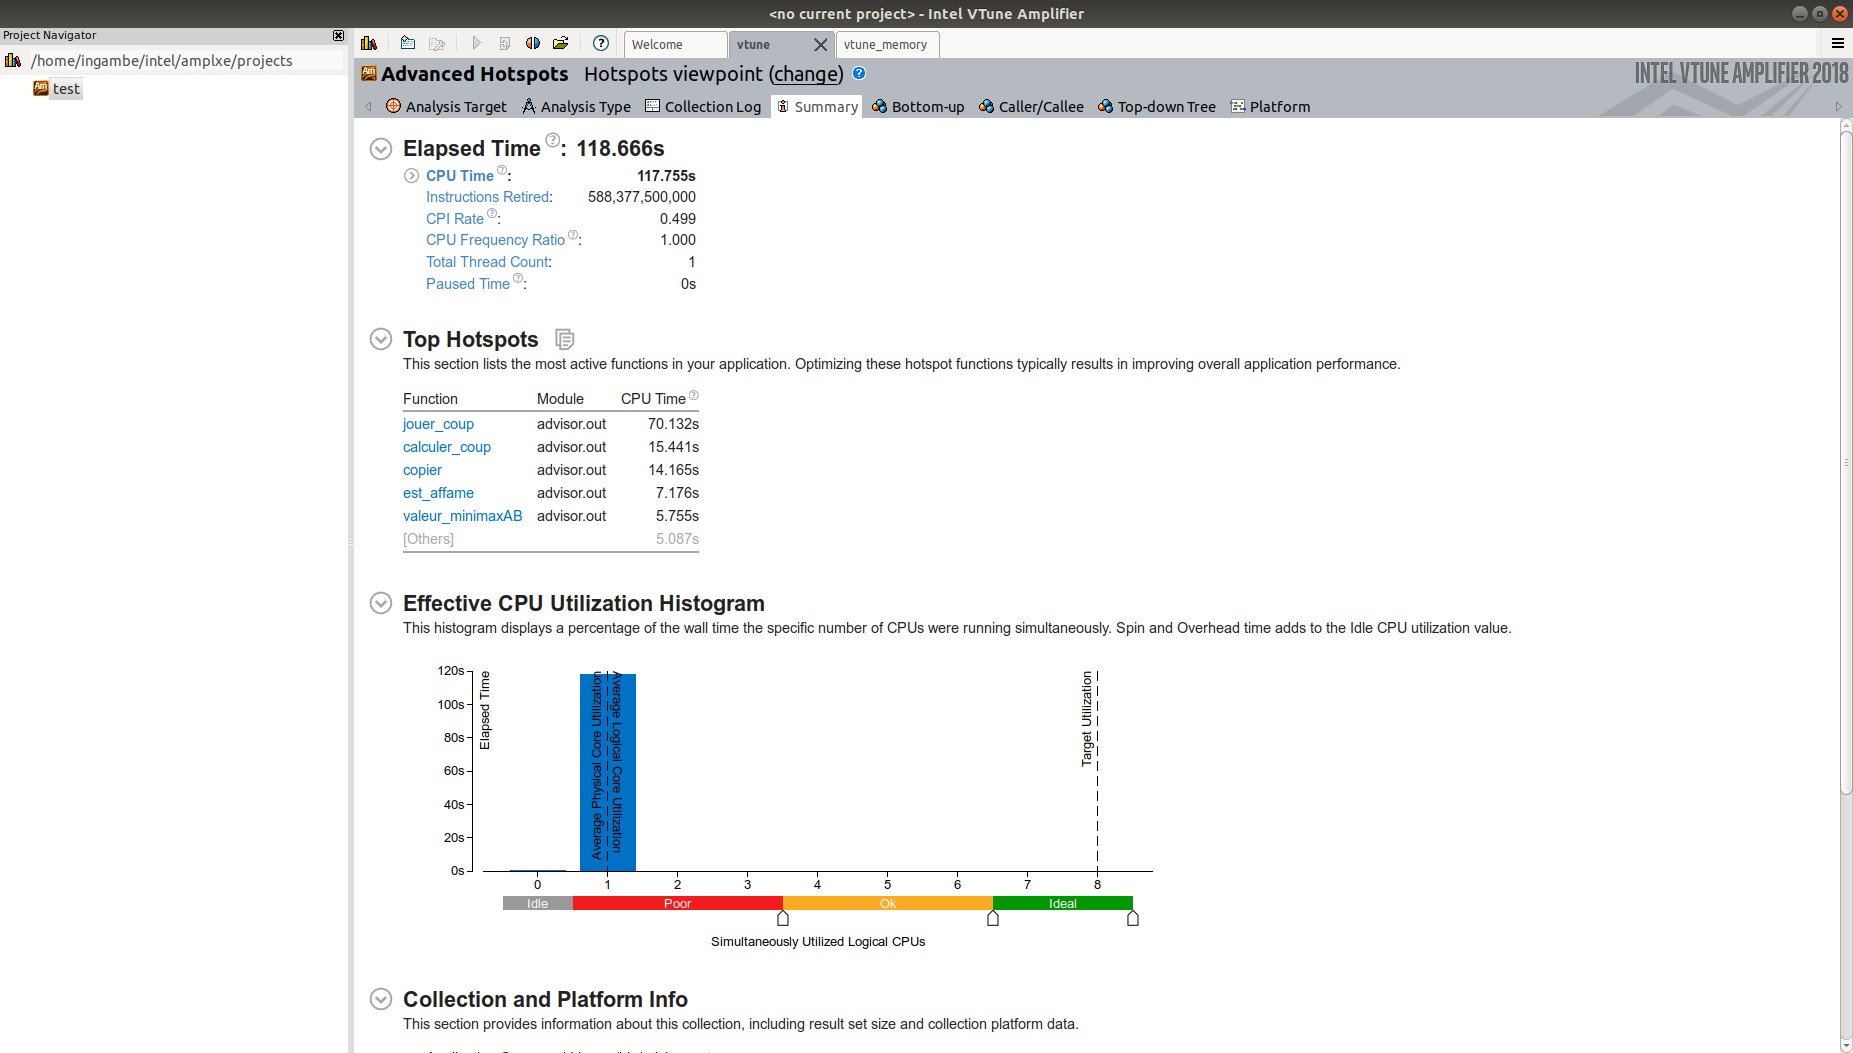 <no current project> - Intel VTune Amplifier
Project Navigator
/home/ingambe/intel/amplxe/projects
test
Welcome
vtune
vtune_memory
Advanced Hotspots Hotspots viewpoint (change)
INTEL VTUNE AMPLIFIER 2018
Analysis Target Analysis Type Collection Log Summary Bottom-up Caller/Callee Top-down Tree Platform
Elapsed Time ?: 118.666s
CPU Time ?: 117.755s
Instructions Retired: 588,377,500,000
CPI Rate ?: 0.499
CPU Frequency Ratio ?: 1.000
Total Thread Count: 1
Paused Time ?: 0s
Top Hotspots
This section lists the most active functions in your application. Optimizing these hotspot functions typically results in improving overall application performance.
Function Module CPU Time ?
jouer_coup advisor.out 70.132s
calculer_coup advisor.out 15.441s
copier advisor.out 14.165s
est_affame advisor.out 7.176s
valeur_minimaxAB advisor.out 5.755s
[Others] 5.087s
Effective CPU Utilization Histogram
This histogram displays a percentage of the wall time the specific number of CPUs were running simultaneously. Spin and Overhead time adds to the Idle CPU utilization value.
120s
100s
80s
60s
40s
20s
0s
Elapsed Time
Average Physical Core Utilization
Average Logical Core Utilization
Target Utilization
0 1 2 3 4 5 6 7 8
Idle Poor Ok Ideal
Simultaneously Utilized Logical CPUs
Collection and Platform Info
This section provides information about this collection, including result set size and collection platform data.